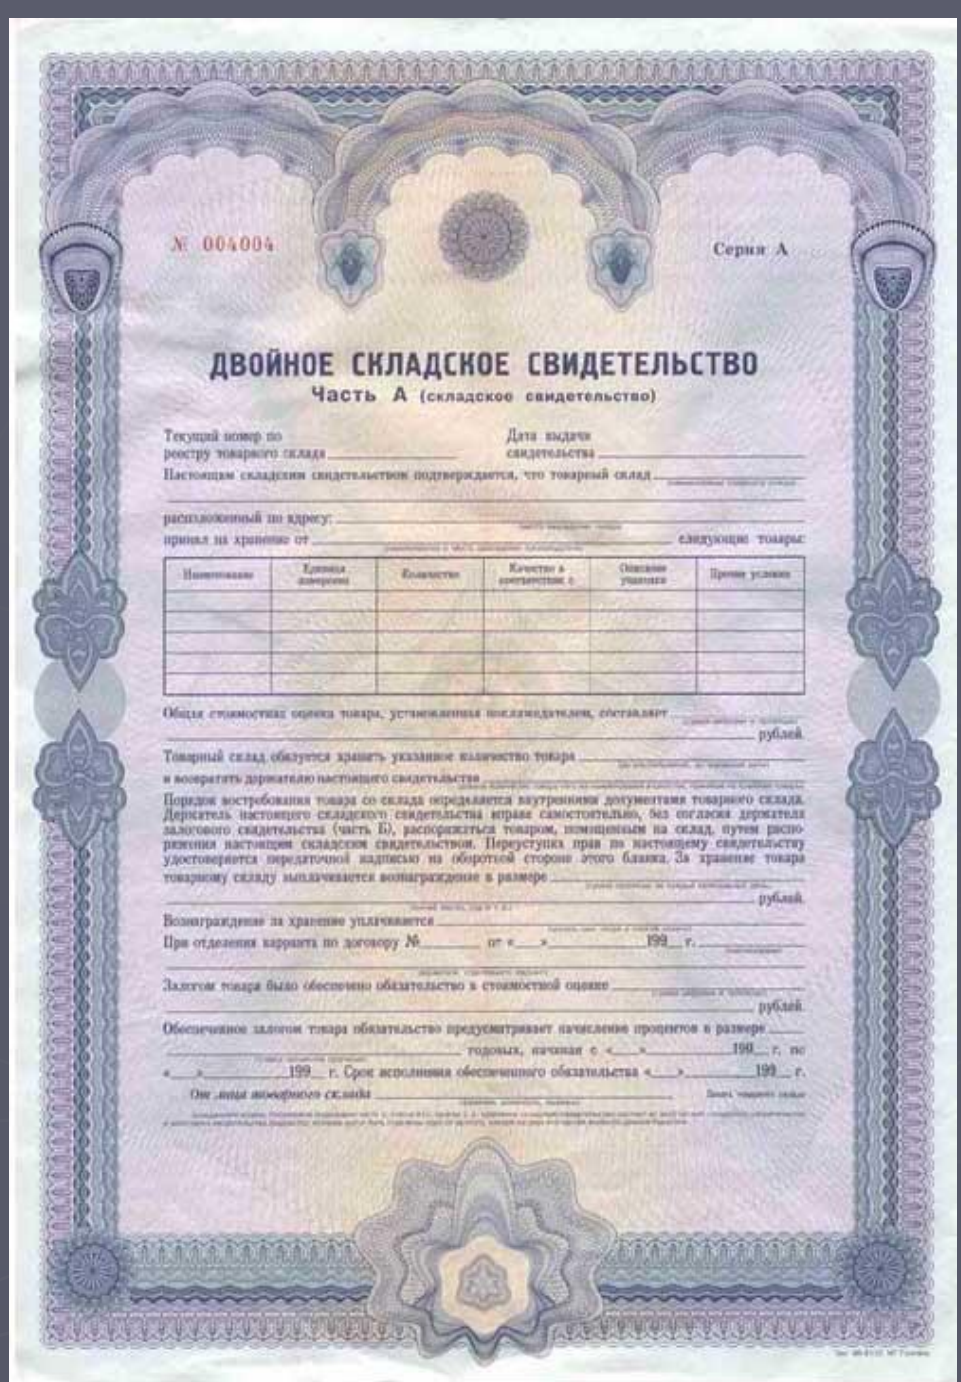 № 004004
Серия А
ДВОЙНОЕ СКЛАДСКОЕ СВИДЕТЕЛЬСТВО
Часть А (складское свидетельство)
Текущий номер по
реестру товарного склада
Дата выдачи
свидетельства
Настоящим складским свидетельством подтверждается, что товарный склад
расположенный по адресу:
принял на хранение от следующие товары:
Наименование
Единица измерения
Количество
Качество в соответствии с
Описание упаковки
Прочие условия
Общая стоимостная оценка товара, установленная поклажедателем, составляет
рублей.
Товарный склад обязуется хранить указанное количество товара
и возвратить держателю настоящего свидетельства
Порядок востребования товара со склада определяется внутренними документами товарного склада.
Держатель настоящего складского свидетельства вправе самостоятельно, без согласия держателя
залогового свидетельства (часть Б), распоряжаться товаром, помещенным на склад, путем распо-
ряжения настоящим складским свидетельством. Переуступка прав по настоящему свидетельству
удостоверяется передаточной надписью на оборотной стороне этого бланка. За хранение товара
товарному складу выплачивается вознаграждение в размере
рублей.
Вознаграждение за хранение уплачивается
При отделении варранта по договору № от « » 199 г.
Залогом товара было обеспечено обязательство в стоимостной оценке
рублей.
Обеспеченное залогом товара обязательство предусматривает начисление процентов в размере
годовых, начиная с « » 199 г. по
« » 199 г. Срок исполнения обеспеченного обязательства « » 199 г.
От лица товарного склада
Печать товарного склада